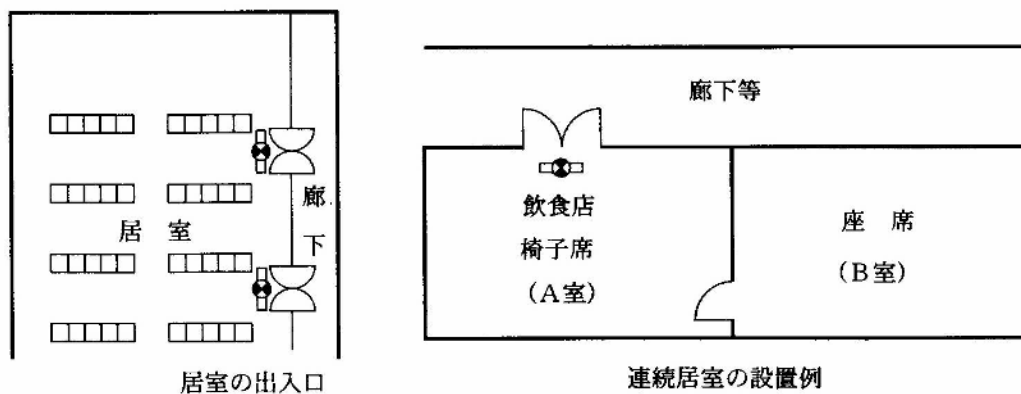 居 室
廊
下
居室の出入口
廊下等
飲食店
椅子席
（A室）
座 席
（B室）
連続居室の設置例